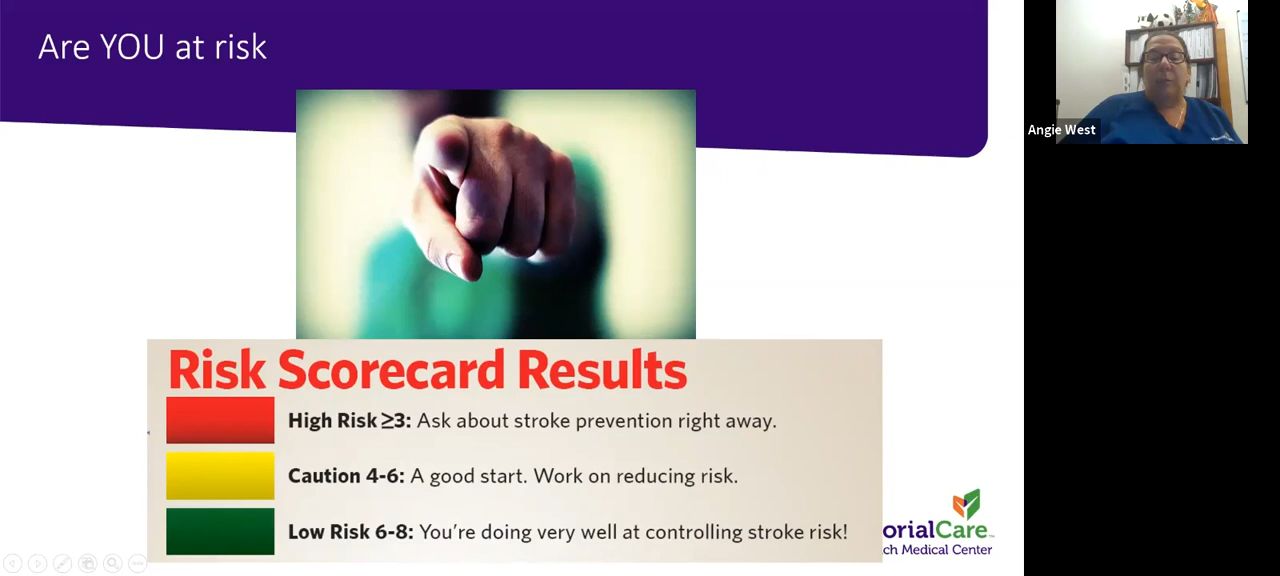 Are YOU at risk
Angie West
Risk Scorecard Results
High Risk ≥3: Ask about stroke prevention right away.
Caution 4-6: A good start. Work on reducing risk.
Low Risk 6-8: You’re doing very well at controlling stroke risk!
orialCare
ch Medical Center